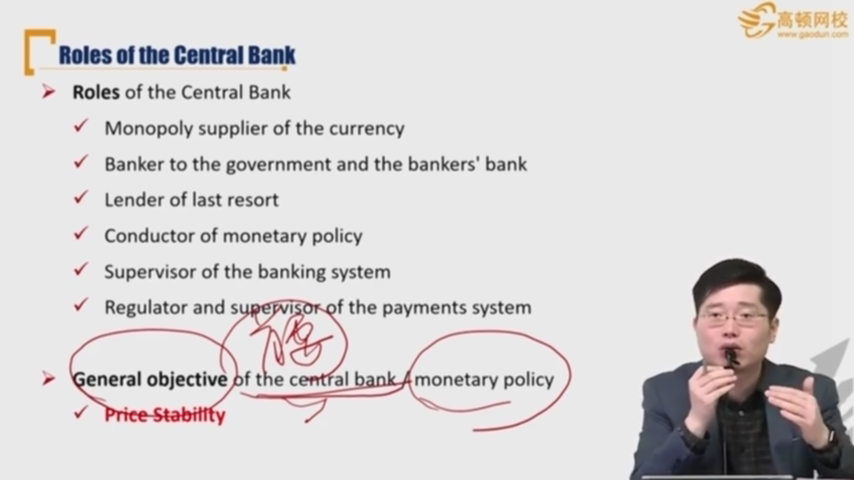 高顿网校
www.gaodun.com
Roles of the Central Bank
Roles of the Central Bank
Monopoly supplier of the currency
Banker to the government and the bankers' bank
Lender of last resort
Conductor of monetary policy
Supervisor of the banking system
Regulator and supervisor of the payments system
General objective of the central bank / monetary policy
Price Stability